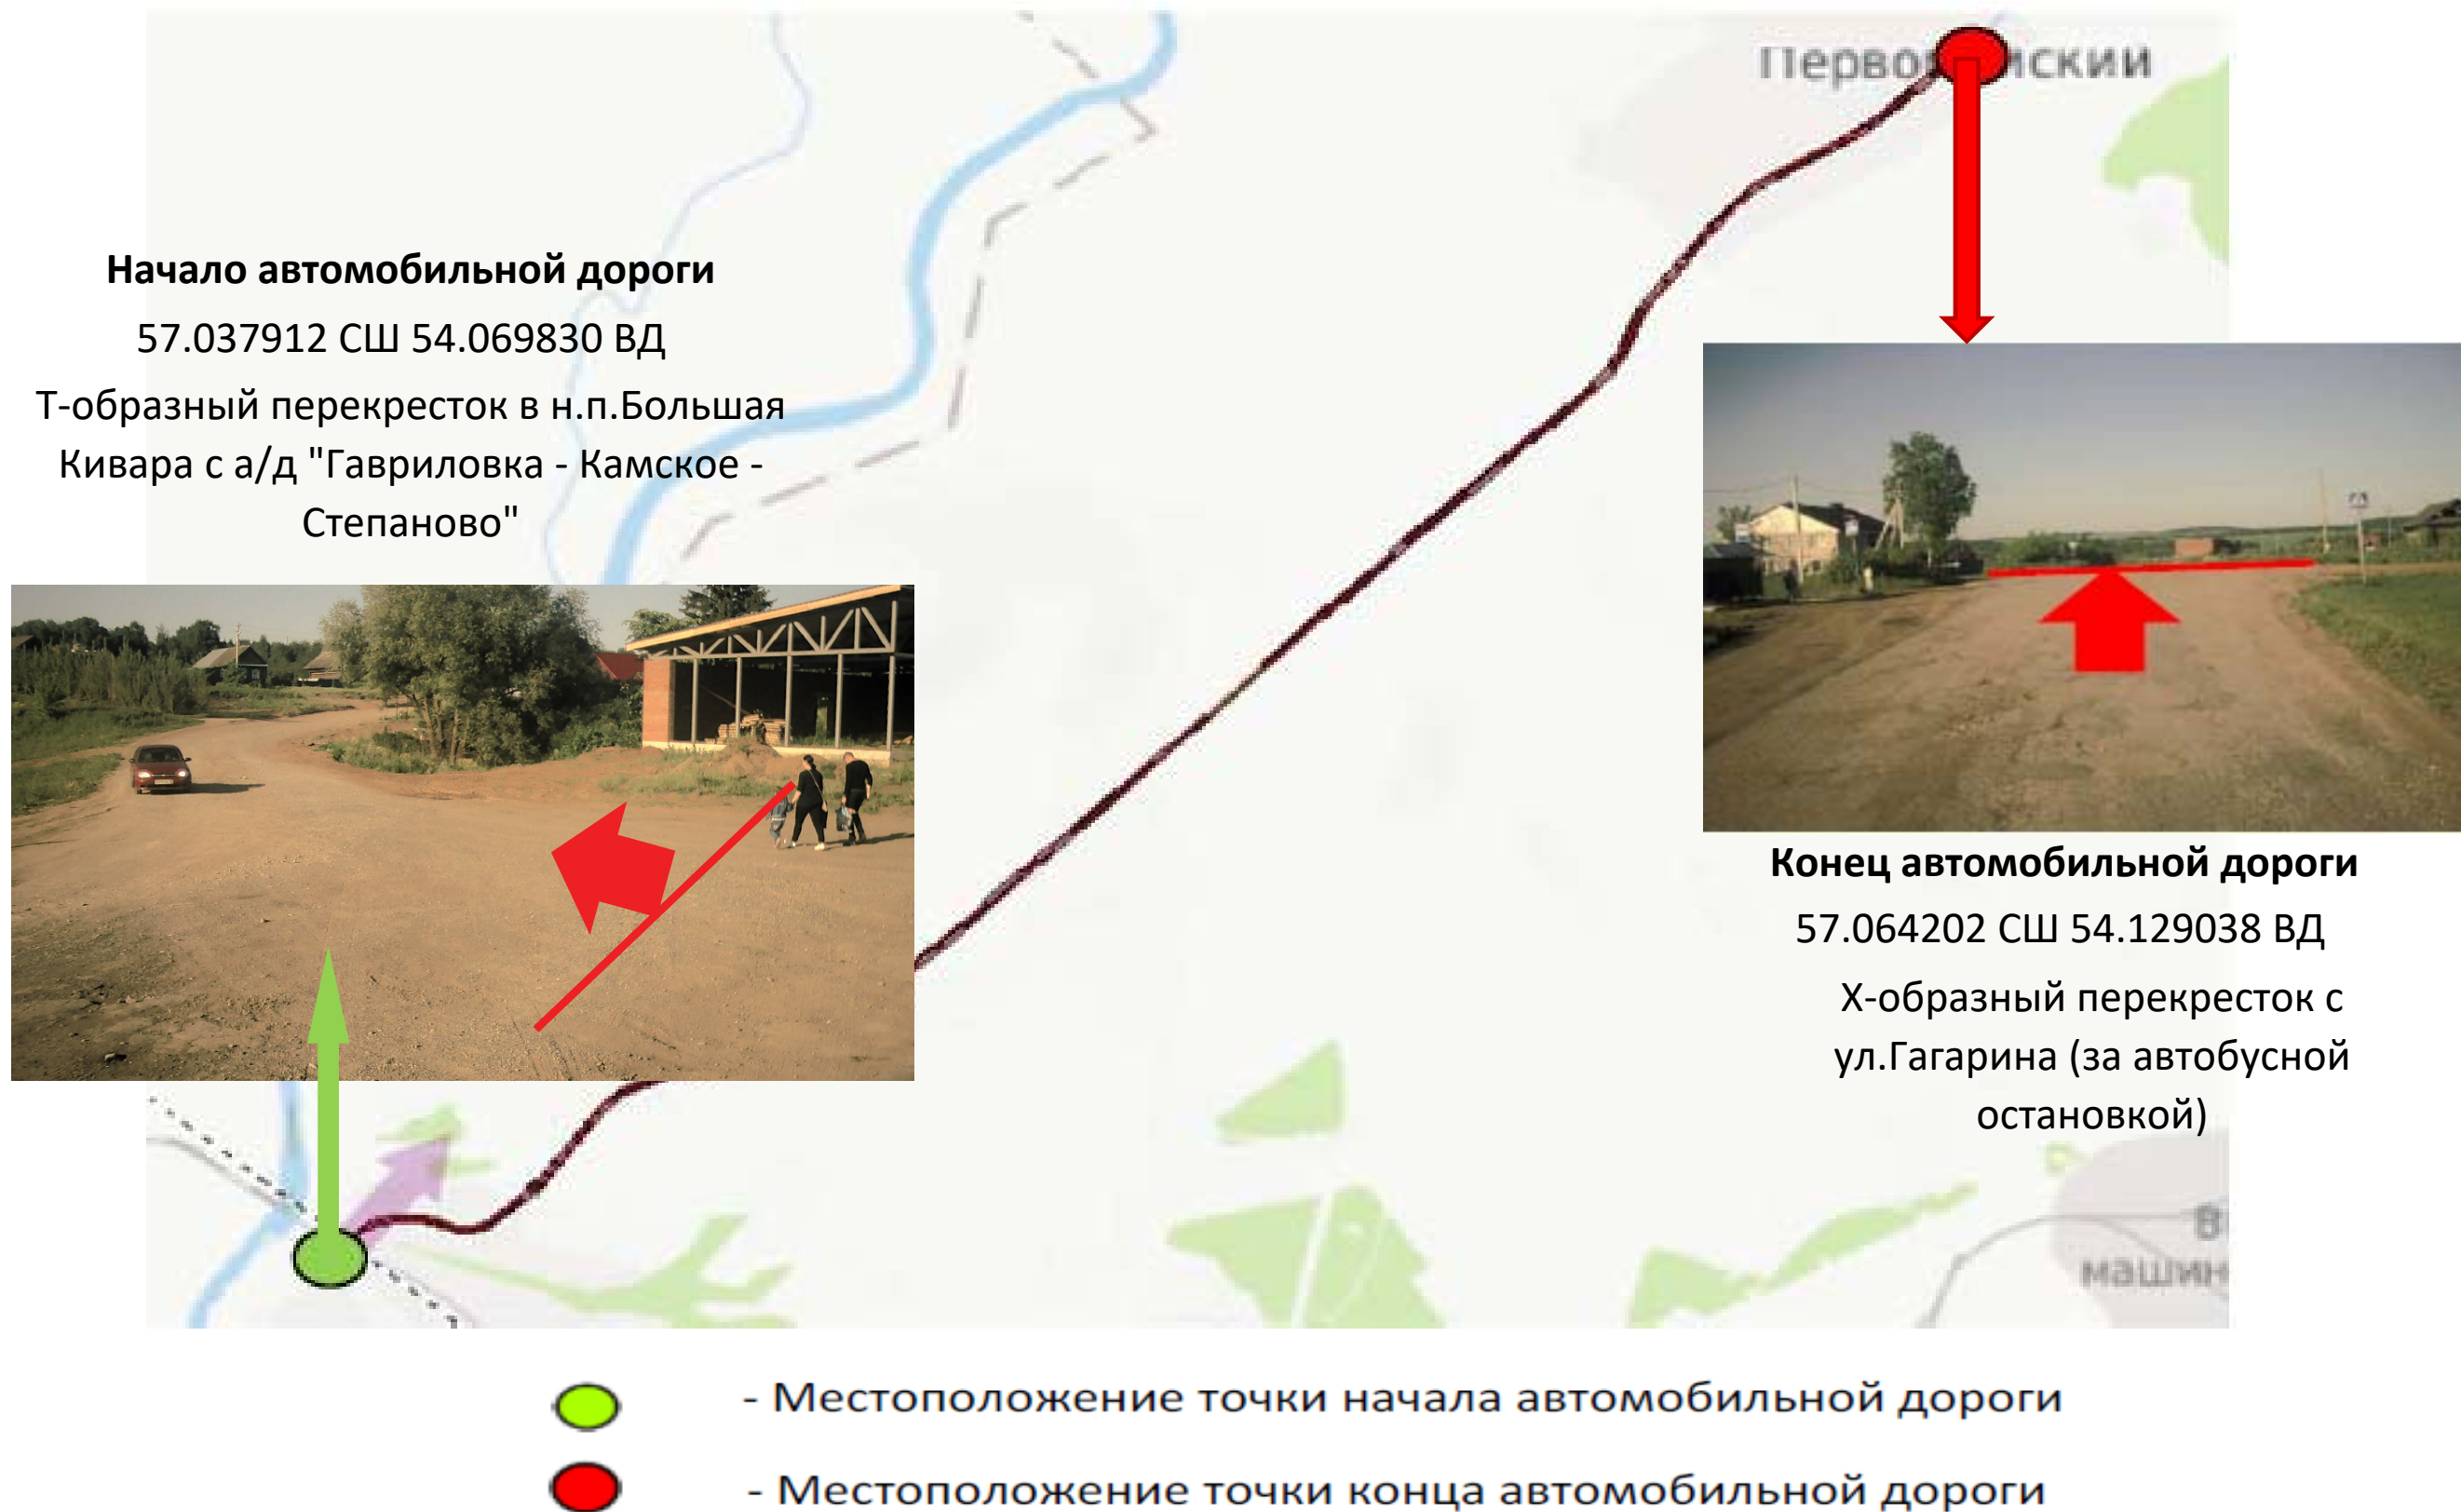 Начало автомобильной дороги
57.037912 СШ 54.069830 ВД
Т-образный перекресток в н.п.Большая
Кивара с а/д "Гавриловка - Камское -
Степаново"
Конец автомобильной дороги
57.064202 СШ 54.129038 ВД
Х-образный перекресток с
ул.Гагарина (за автобусной
остановкой)
- Местоположение точки начала автомобильной дороги
- Местоположение точки конца автомобильной дороги